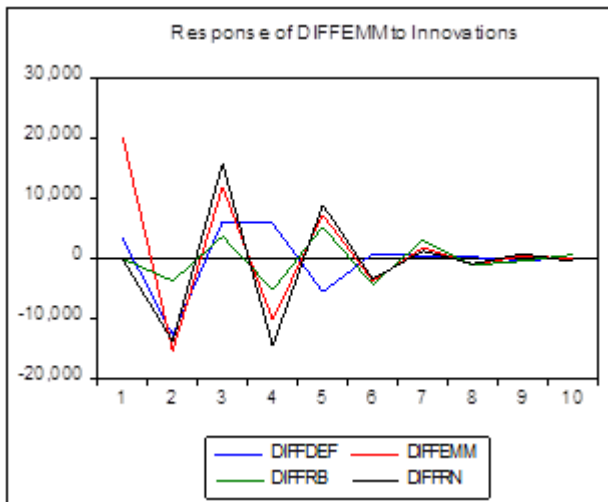 Response of DIFFEMM to Innovations
30,000
20,000
10,000
0
-10,000
-20,000
1 2 3 4 5 6 7 8 9 10
DIFFDEF DIFFEMM
DIFFRB DIFFRN